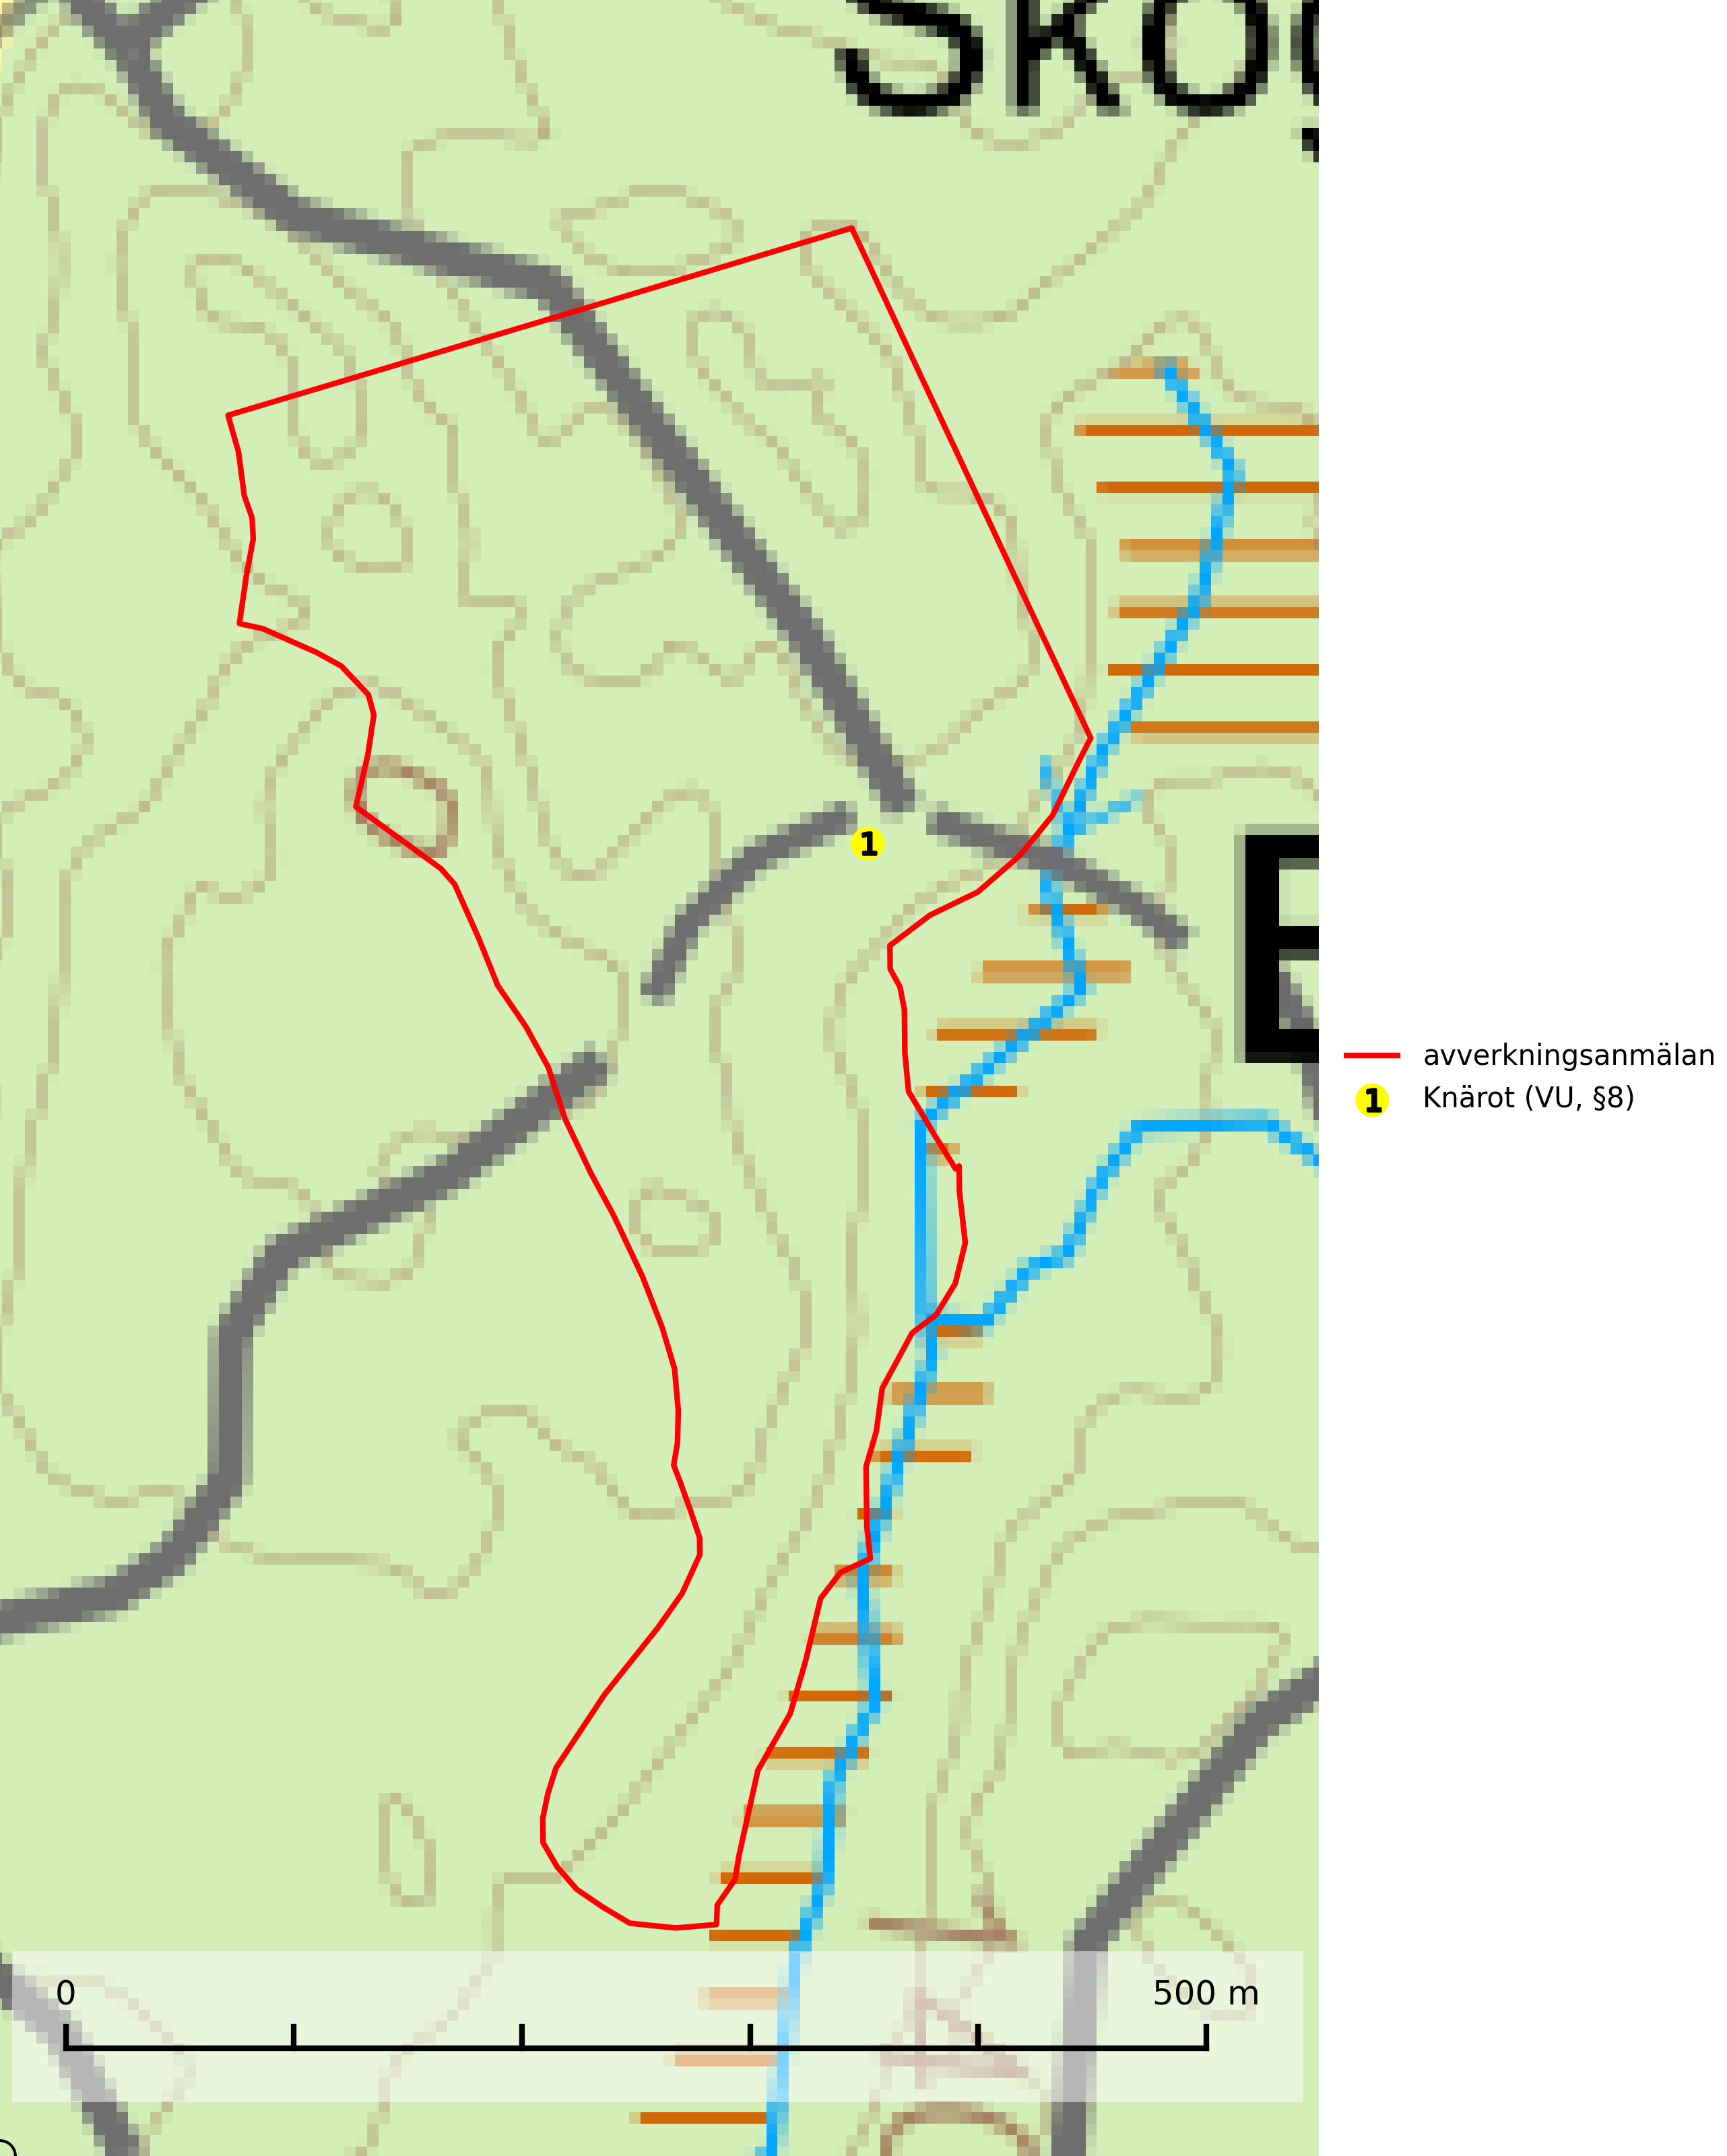 1
avverkningsanmälan
1 Knärot (VU, §8)
0 500 m